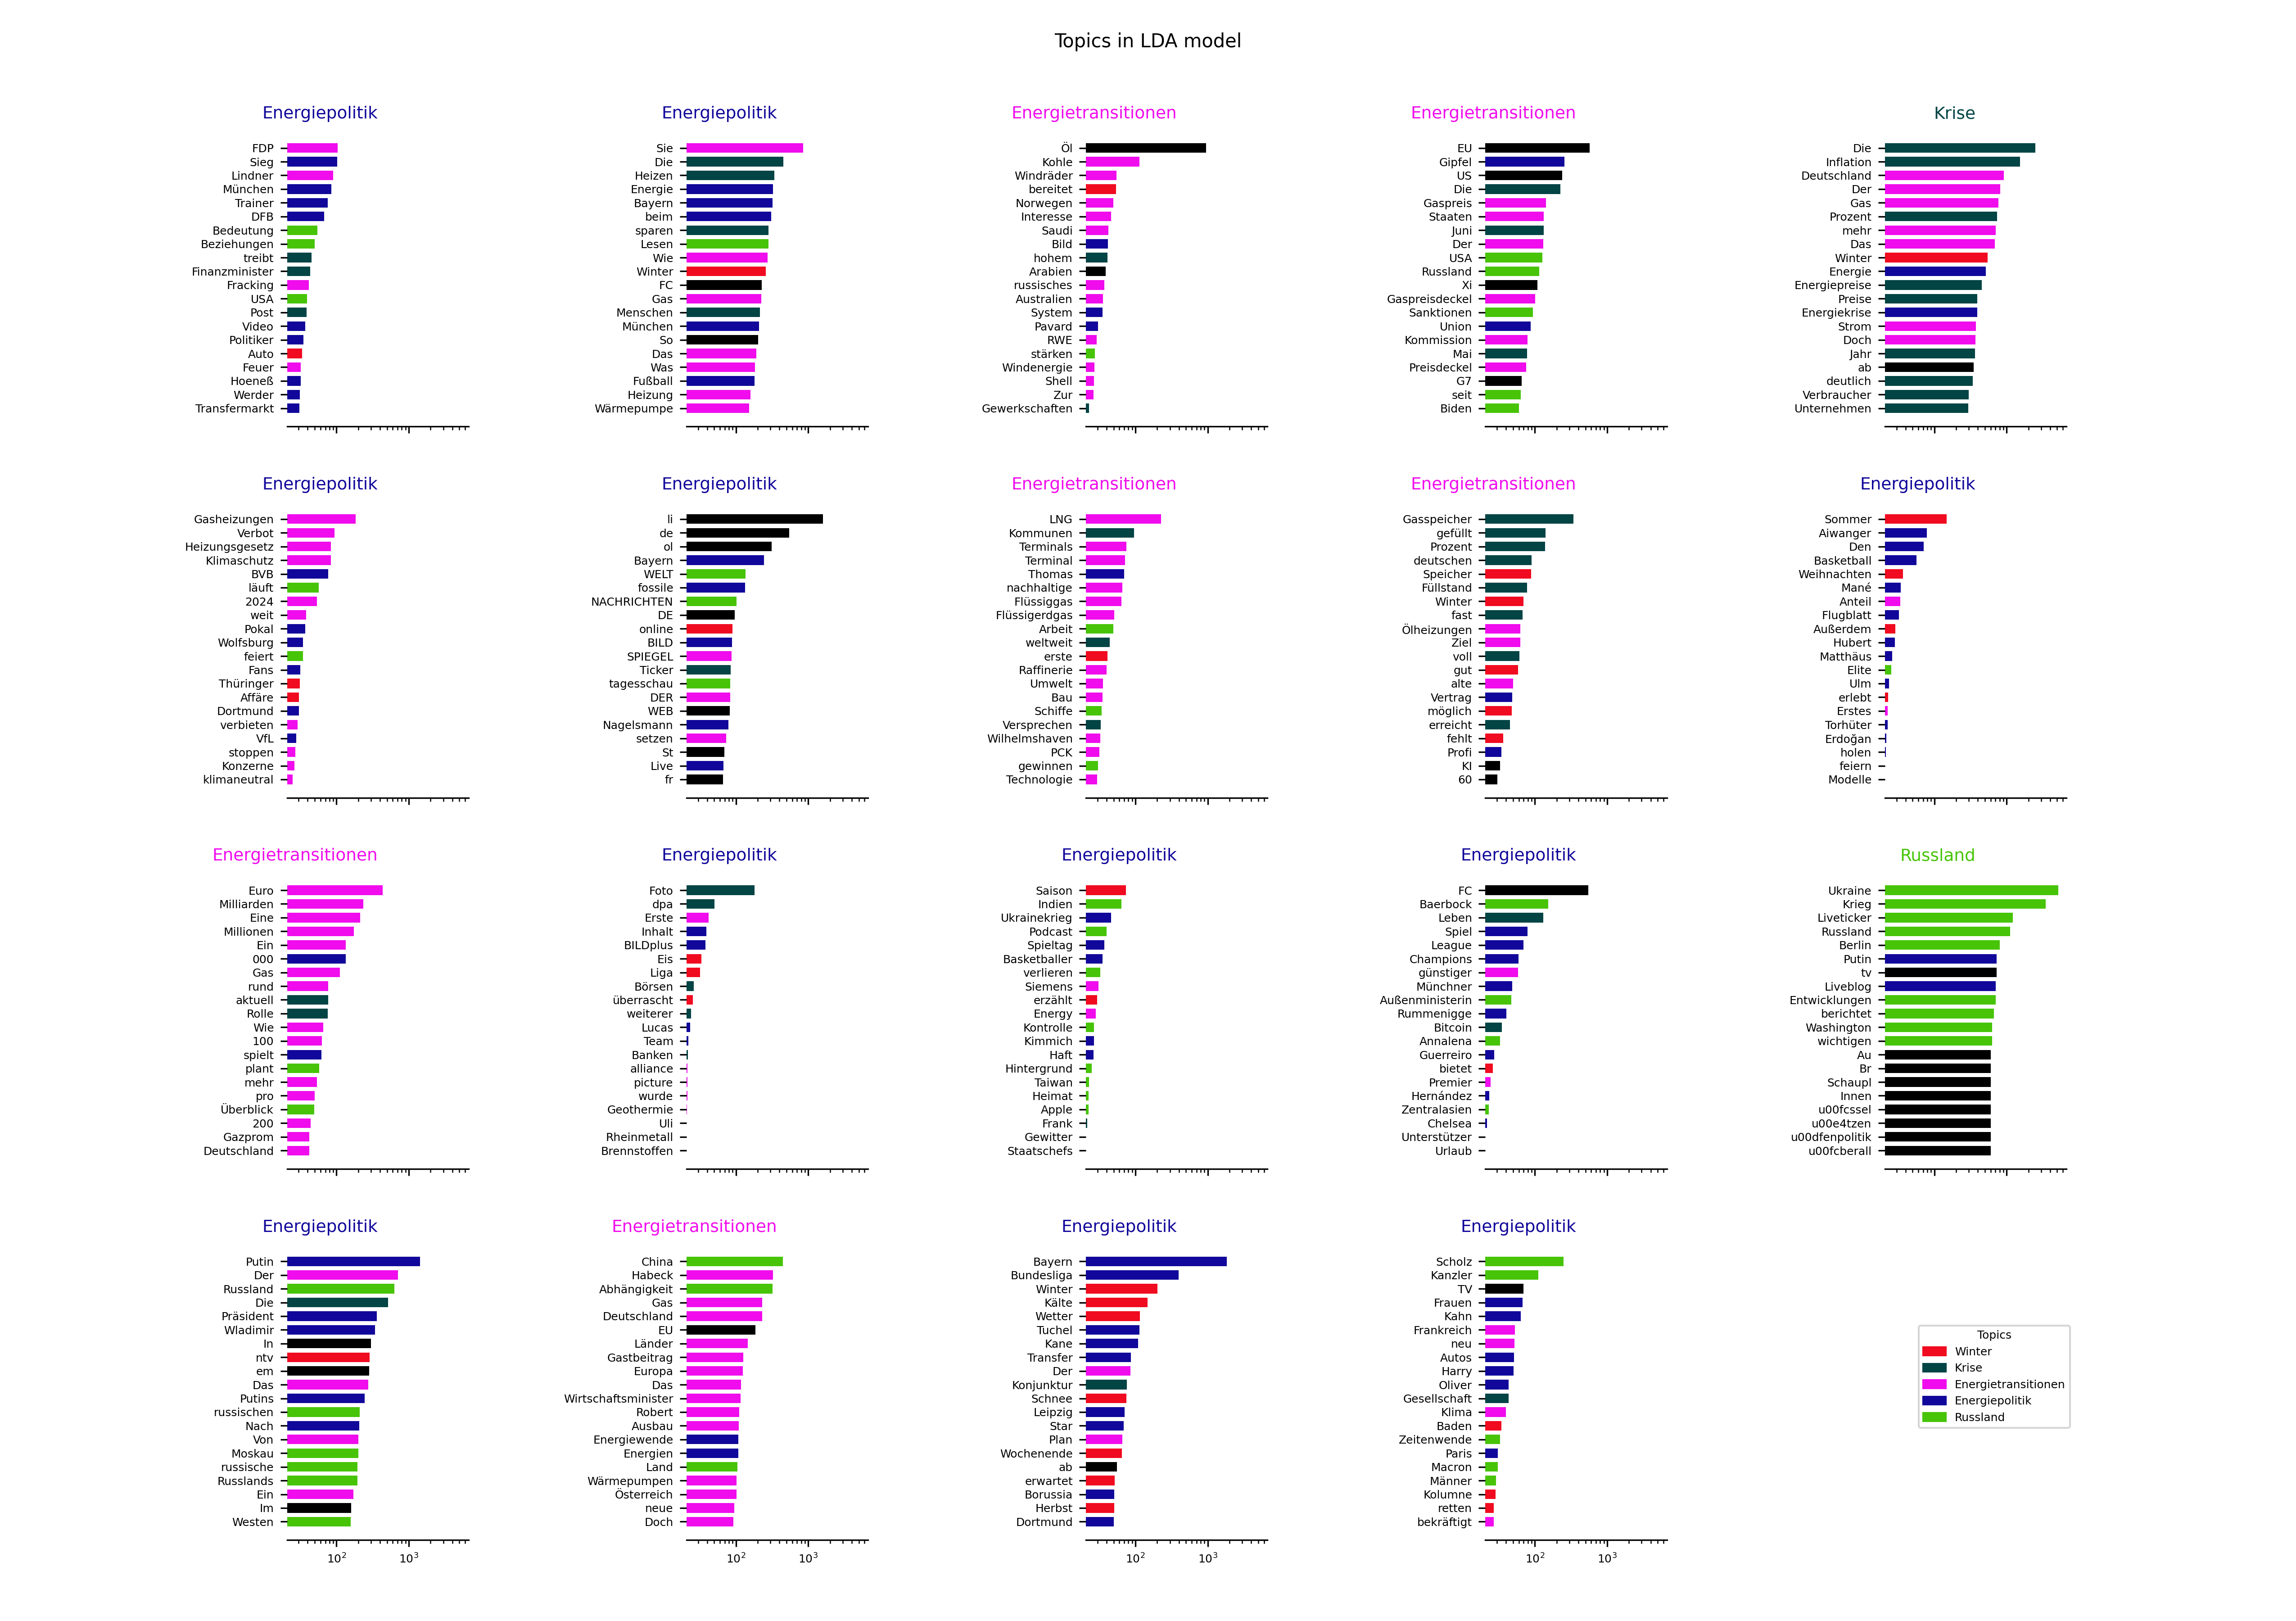 Topics in LDA model
Energiepolitik
FDP
Sieg
Lindner
München
Trainer
DFB
Bedeutung
Beziehungen
treibt
Finanzminister
Fracking
USA
Post
Video
Politiker
Auto
Feuer
Hoeneß
Werder
Transfermarkt
Energiepolitik
Sie
Die
Heizen
Energie
Bayern
beim
sparen
Lesen
Wie
Winter
FC
Gas
Menschen
München
So
Das
Was
Fußball
Heizung
Wärmepumpe
Energietransitionen
Öl
Kohle
Windräder
bereitet
Norwegen
Interesse
Saudi
Bild
hohem
Arabien
russisches
Australien
System
Pavard
RWE
stärken
Windenergie
Shell
Zur
Gewerkschaften
Energietransitionen
EU
Gipfel
US
Die
Gaspreis
Staaten
Juni
Der
USA
Russland
Xi
Gaspreisdeckel
Sanktionen
Union
Kommission
Mai
Preisdeckel
G7
seit
Biden
Krise
Die
Inflation
Deutschland
Der
Gas
Prozent
mehr
Das
Winter
Energie
Energiepreise
Preise
Energiekrise
Strom
Doch
Jahr
ab
deutlich
Verbraucher
Unternehmen
Energiepolitik
Gasheizungen
Verbot
Heizungsgesetz
Klimaschutz
BVB
läuft
2024
weit
Pokal
Wolfsburg
feiert
Fans
Thüringer
Affäre
Dortmund
verbieten
VfL
stoppen
Konzerne
klimaneutral
Energiepolitik
li
de
ol
Bayern
WELT
fossile
NACHRICHTEN
DE
online
BILD
SPIEGEL
Ticker
tagesschau
DER
WEB
Nagelsmann
setzen
St
Live
fr
Energietransitionen
LNG
Kommunen
Terminals
Terminal
Thomas
nachhaltige
Flüssiggas
Flüssigerdgas
Arbeit
weltweit
erste
Raffinerie
Umwelt
Bau
Schiffe
Versprechen
Wilhelmshaven
PCK
gewinnen
Technologie
Energietransitionen
Gasspeicher
gefüllt
Prozent
deutschen
Speicher
Füllstand
Winter
fast
Ölheizungen
Ziel
voll
gut
alte
Vertrag
möglich
erreicht
fehlt
Profi
KI
60
Energiepolitik
Sommer
Aiwanger
Den
Basketball
Weihnachten
Mané
Anteil
Flugblatt
Außerdem
Hubert
Matthäus
Elite
Ulm
erlebt
Erstes
Torhüter
Erdoğan
holen
feiern
Modelle
Energietransitionen
Euro
Milliarden
Eine
Millionen
Ein
000
Gas
rund
aktuell
Rolle
Wie
100
spielt
plant
mehr
pro
Überblick
200
Gazprom
Deutschland
Energiepolitik
Foto
dpa
Erste
Inhalt
BILDplus
Eis
Liga
Börsen
überrascht
weiterer
Lucas
Team
Banken
alliance
picture
wurde
Geothermie
Uli
Rheinmetall
Brennstoffen
Energiepolitik
Saison
Indien
Ukrainekrieg
Podcast
Spieltag
Basketballer
verlieren
Siemens
erzählt
Energy
Kontrolle
Kimmich
Haft
Hintergrund
Taiwan
Heimat
Apple
Frank
Gewitter
Staatschefs
Energiepolitik
FC
Baerbock
Leben
Spiel
League
Champions
günstiger
Münchner
Außenministerin
Rummenigge
Bitcoin
Annalena
Guerreiro
bietet
Premier
Hernández
Zentralasien
Chelsea
Unterstützer
Urlaub
Russland
Ukraine
Krieg
Liveticker
Russland
Berlin
Putin
tv
Liveblog
Entwicklungen
berichtet
Washington
wichtigen
Au
Br
Schaupl
Innen
u00fcssel
u00e4tzen
u00dfenpolitik
u00fcberall
Energiepolitik
Putin
Der
Russland
Die
Präsident
Wladimir
In
ntv
em
Das
Putins
russischen
Nach
Von
Moskau
russische
Russlands
Ein
Im
Westen
10² 10³
Energietransitionen
China
Habeck
Abhängigkeit
Gas
Deutschland
EU
Länder
Gastbeitrag
Europa
Das
Wirtschaftsminister
Robert
Ausbau
Energiewende
Energien
Land
Wärmepumpen
Österreich
neue
Doch
10² 10³
Energiepolitik
Bayern
Bundesliga
Winter
Kälte
Wetter
Tuchel
Kane
Transfer
Der
Konjunktur
Schnee
Leipzig
Star
Plan
Wochenende
ab
erwartet
Borussia
Herbst
Dortmund
10² 10³
Energiepolitik
Scholz
Kanzler
TV
Frauen
Kahn
Frankreich
neu
Autos
Harry
Oliver
Gesellschaft
Klima
Baden
Zeitenwende
Paris
Macron
Männer
Kolumne
retten
bekräftigt
10² 10³
Topics
Winter
Krise
Energietransitionen
Energiepolitik
Russland